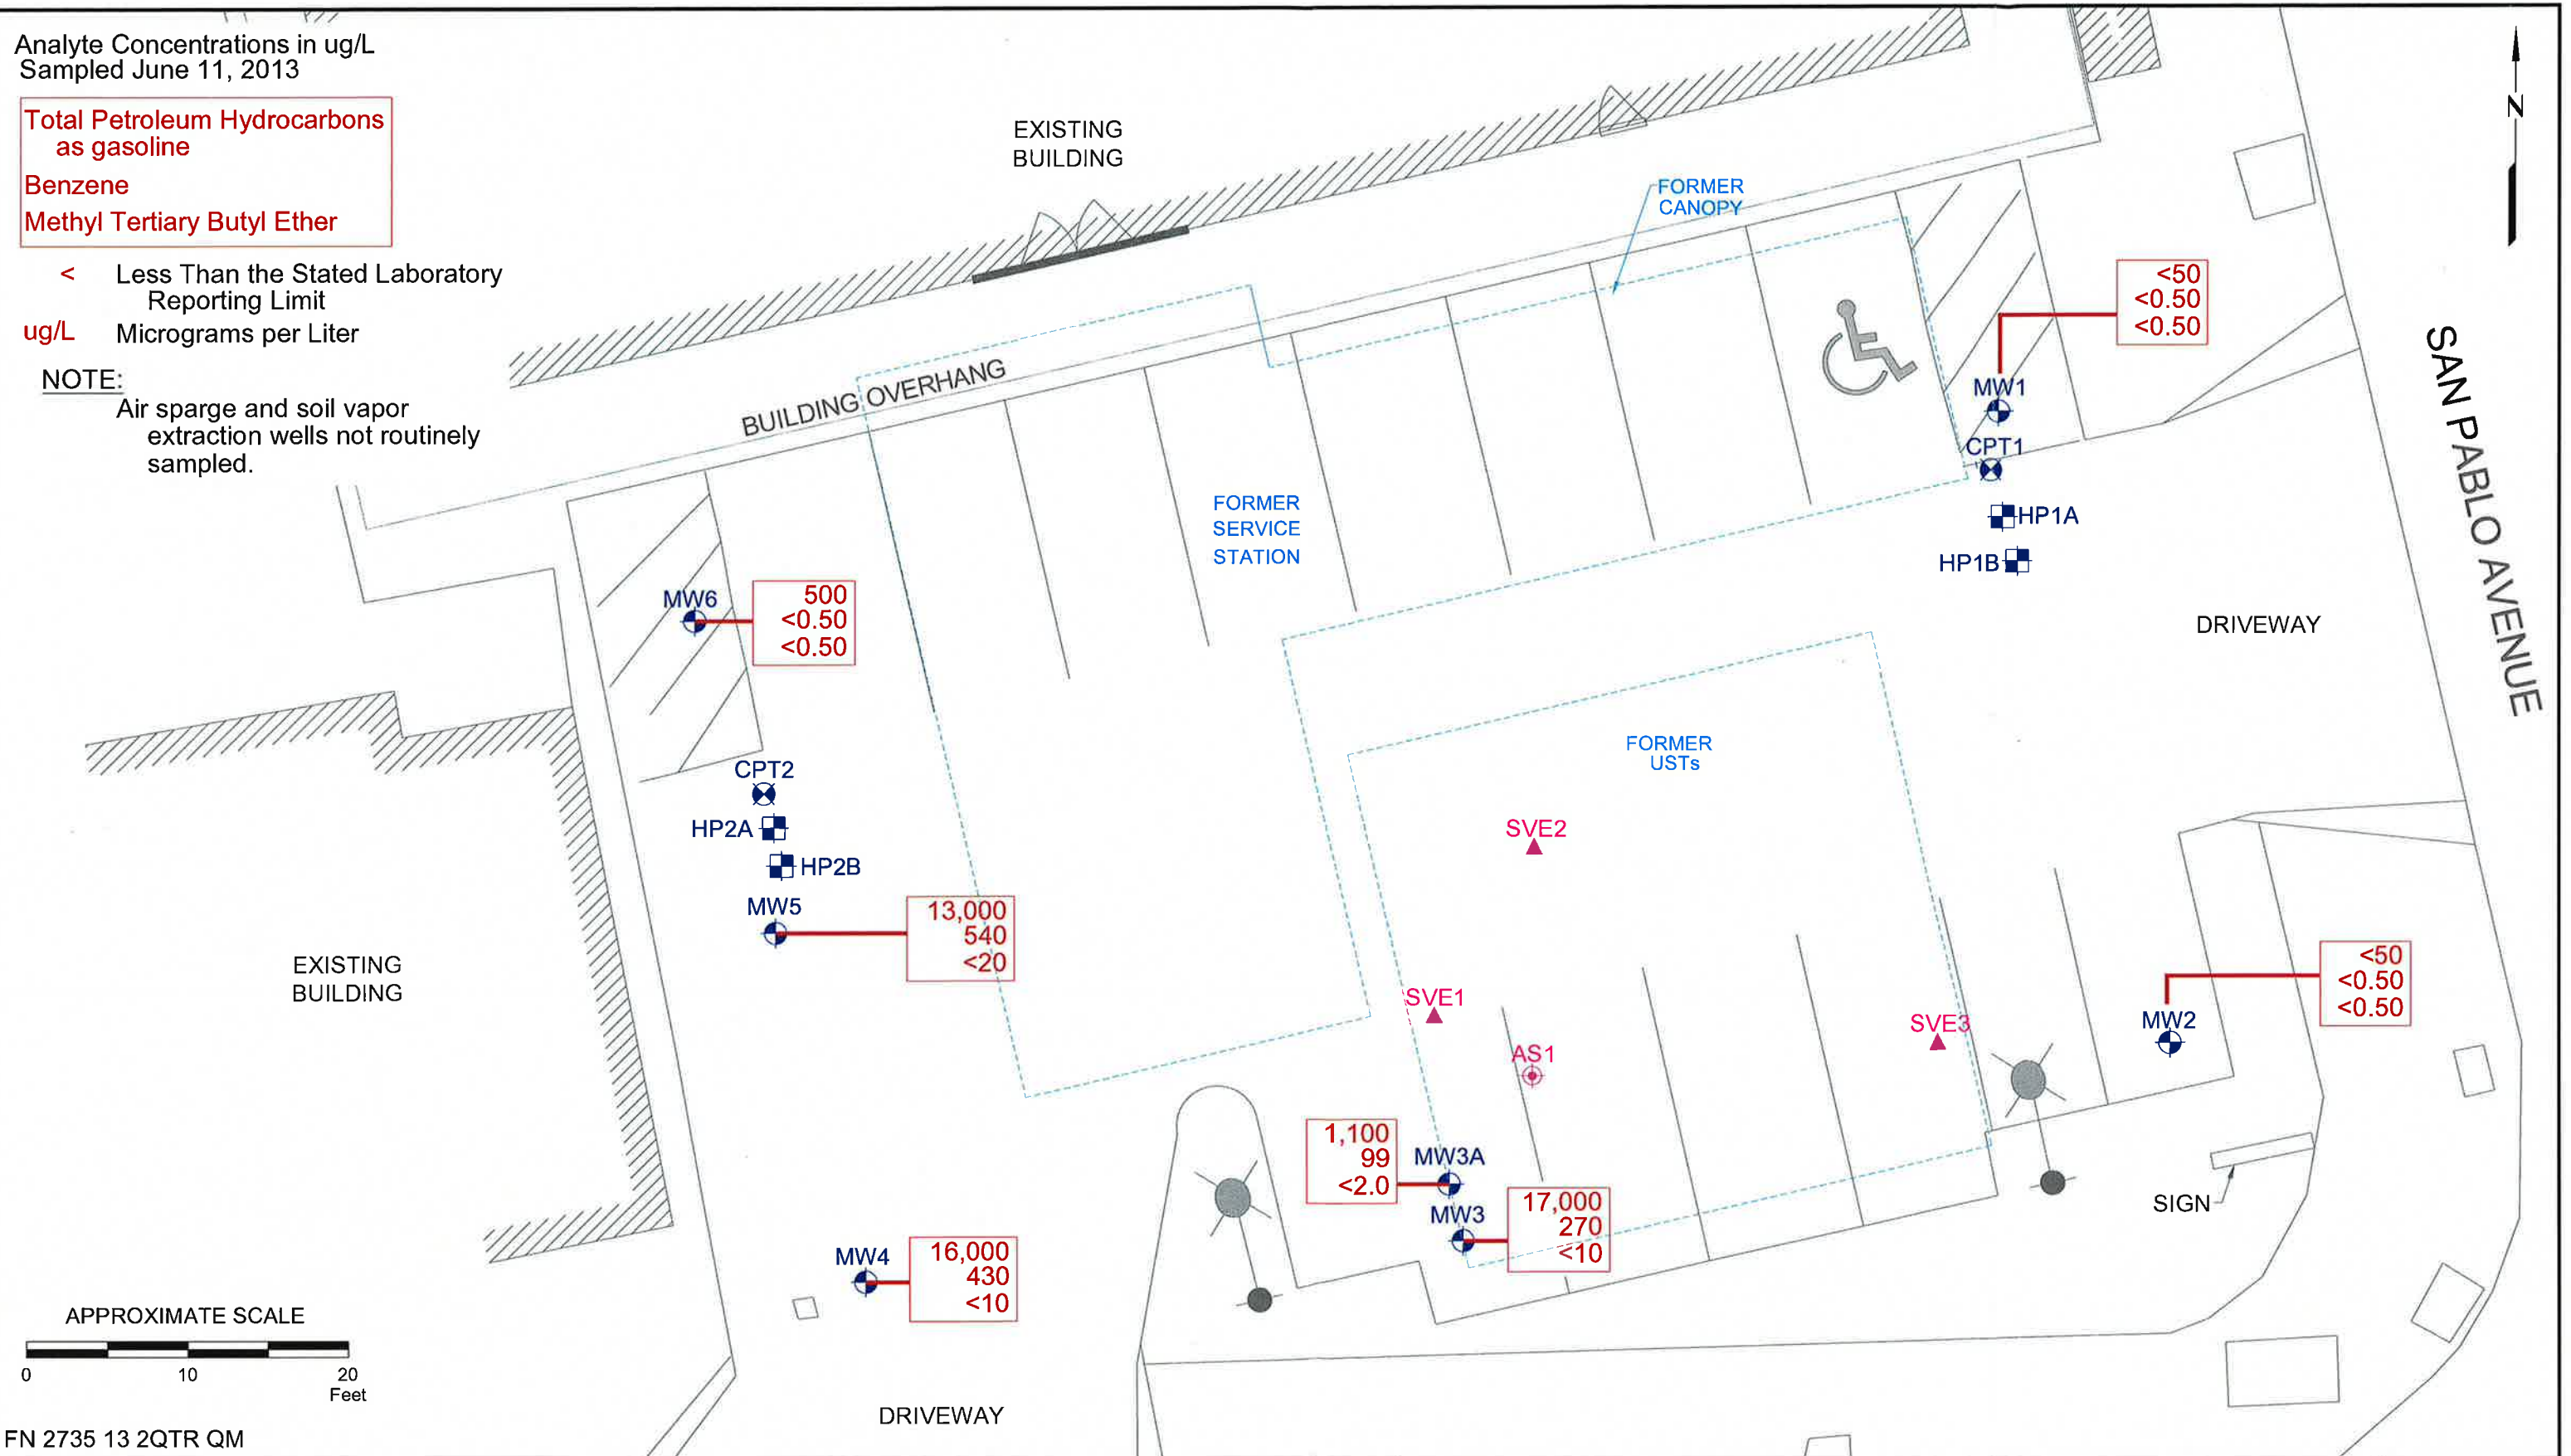 Analyte Concentrations in ug/L
Sampled June 11, 2013
Total Petroleum Hydrocarbons
as gasoline
Benzene
Methyl Tertiary Butyl Ether
< Less Than the Stated Laboratory
Reporting Limit
ug/L Micrograms per Liter
NOTE:
Air sparge and soil vapor
extraction wells not routinely
sampled.
EXISTING
BUILDING
FORMER
CANOPY
N
BUILDING OVERHANG
<50
<0.50
<0.50
MW1
CPT1
HP1A
HP1B
SAN PABLO AVENUE
DRIVEWAY
FORMER
SERVICE
STATION
MW6
500
<0.50
<0.50
CPT2
HP2A
HP2B
MW5
13,000
540
<20
EXISTING
BUILDING
FORMER
USTs
SVE2
SVE1
AS1
SVE3
<50
<0.50
<0.50
MW2
1,100
99
<2.0
MW3A
MW3
17,000
270
<10
SIGN
MW4
16,000
430
<10
APPROXIMATE SCALE
0 10 20
Feet
DRIVEWAY
FN 2735 13 2QTR QM